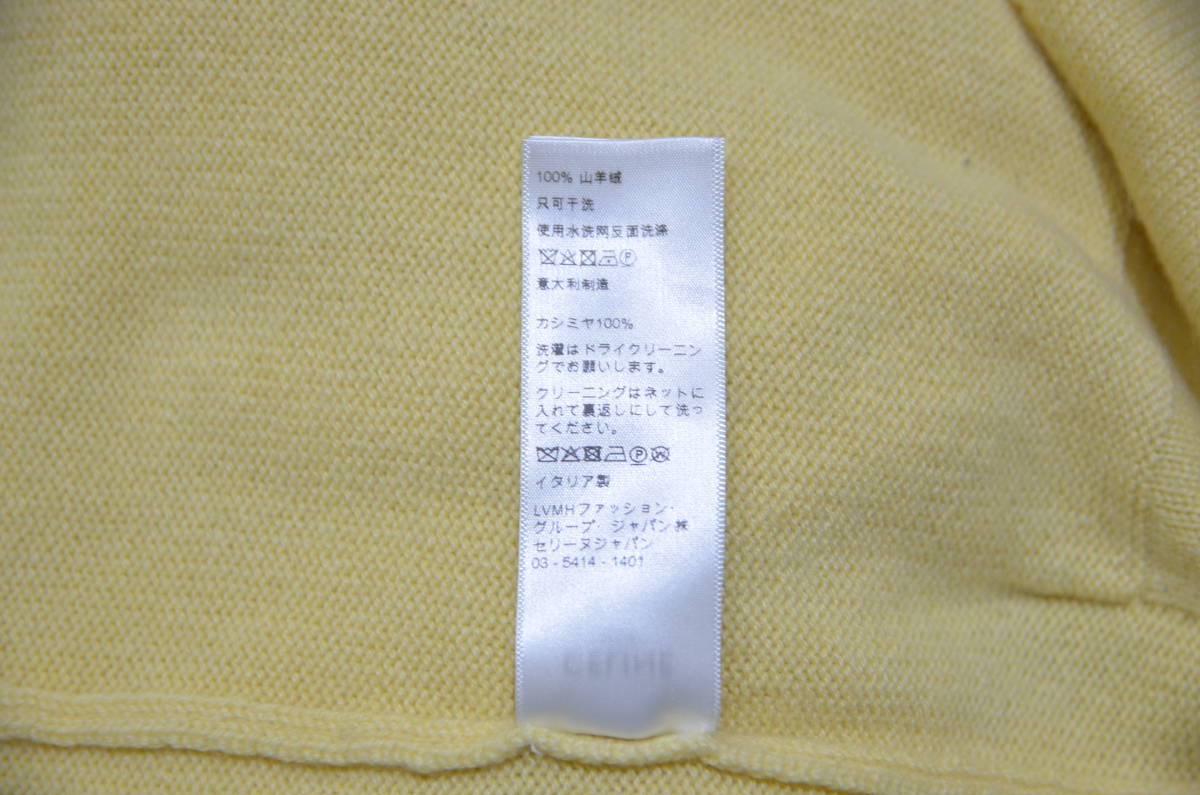 100% 山羊绒
只可干洗
使用水洗网反面洗涤
P
意大利制造
カシミヤ100%
洗濯はドライクリーニン
グでお願いします。
クリーニングはネットに
入れて裏返しにして洗っ
てください。
P W
イタリア製
LVMHファッション・
グループ・ジャパン㈱
セリーヌジャパン
03 - 5414 - 1401